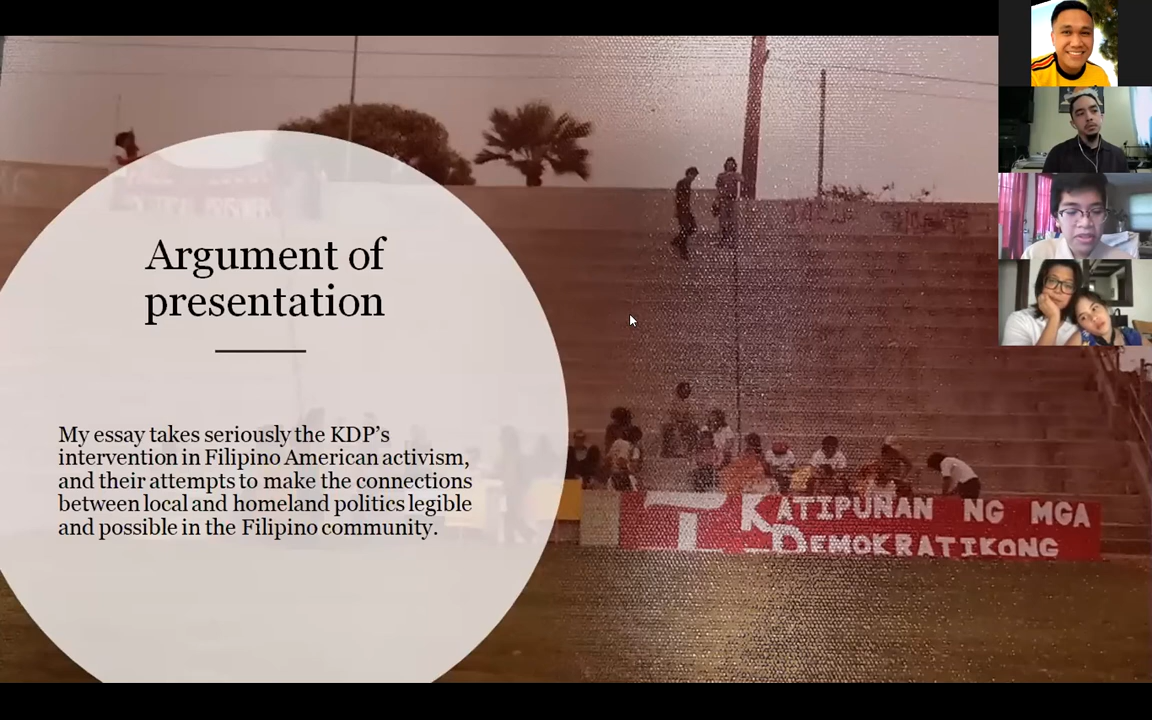 Argument of
presentation
My essay takes seriously the KDP's
intervention in Filipino American activism,
and their attempts to make the connections
between local and homeland politics legible
and possible in the Filipino community.
KATIPUNAN NG MGA
DEMOKRATIKONG